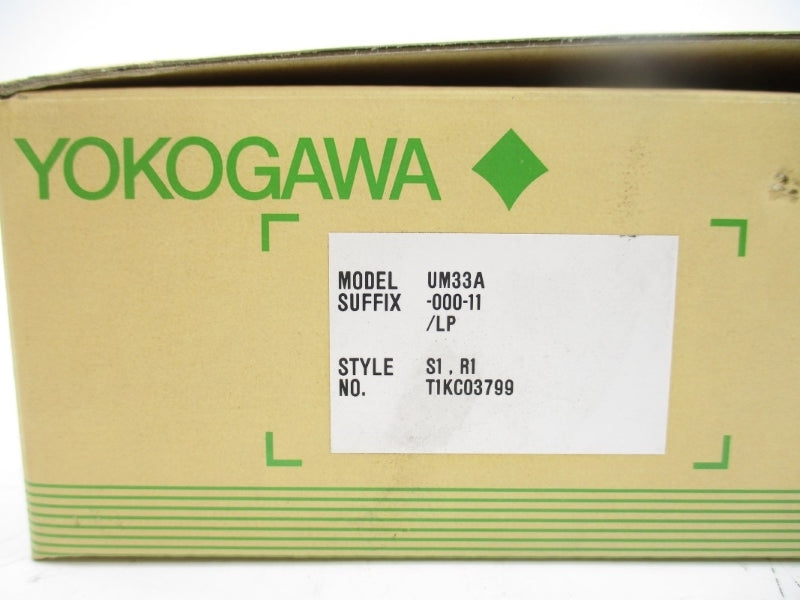 YOKOGAWA
MODEL UM33A
SUFFIX -000-11
/LP
STYLE S1 , R1
NO. T1KC03799